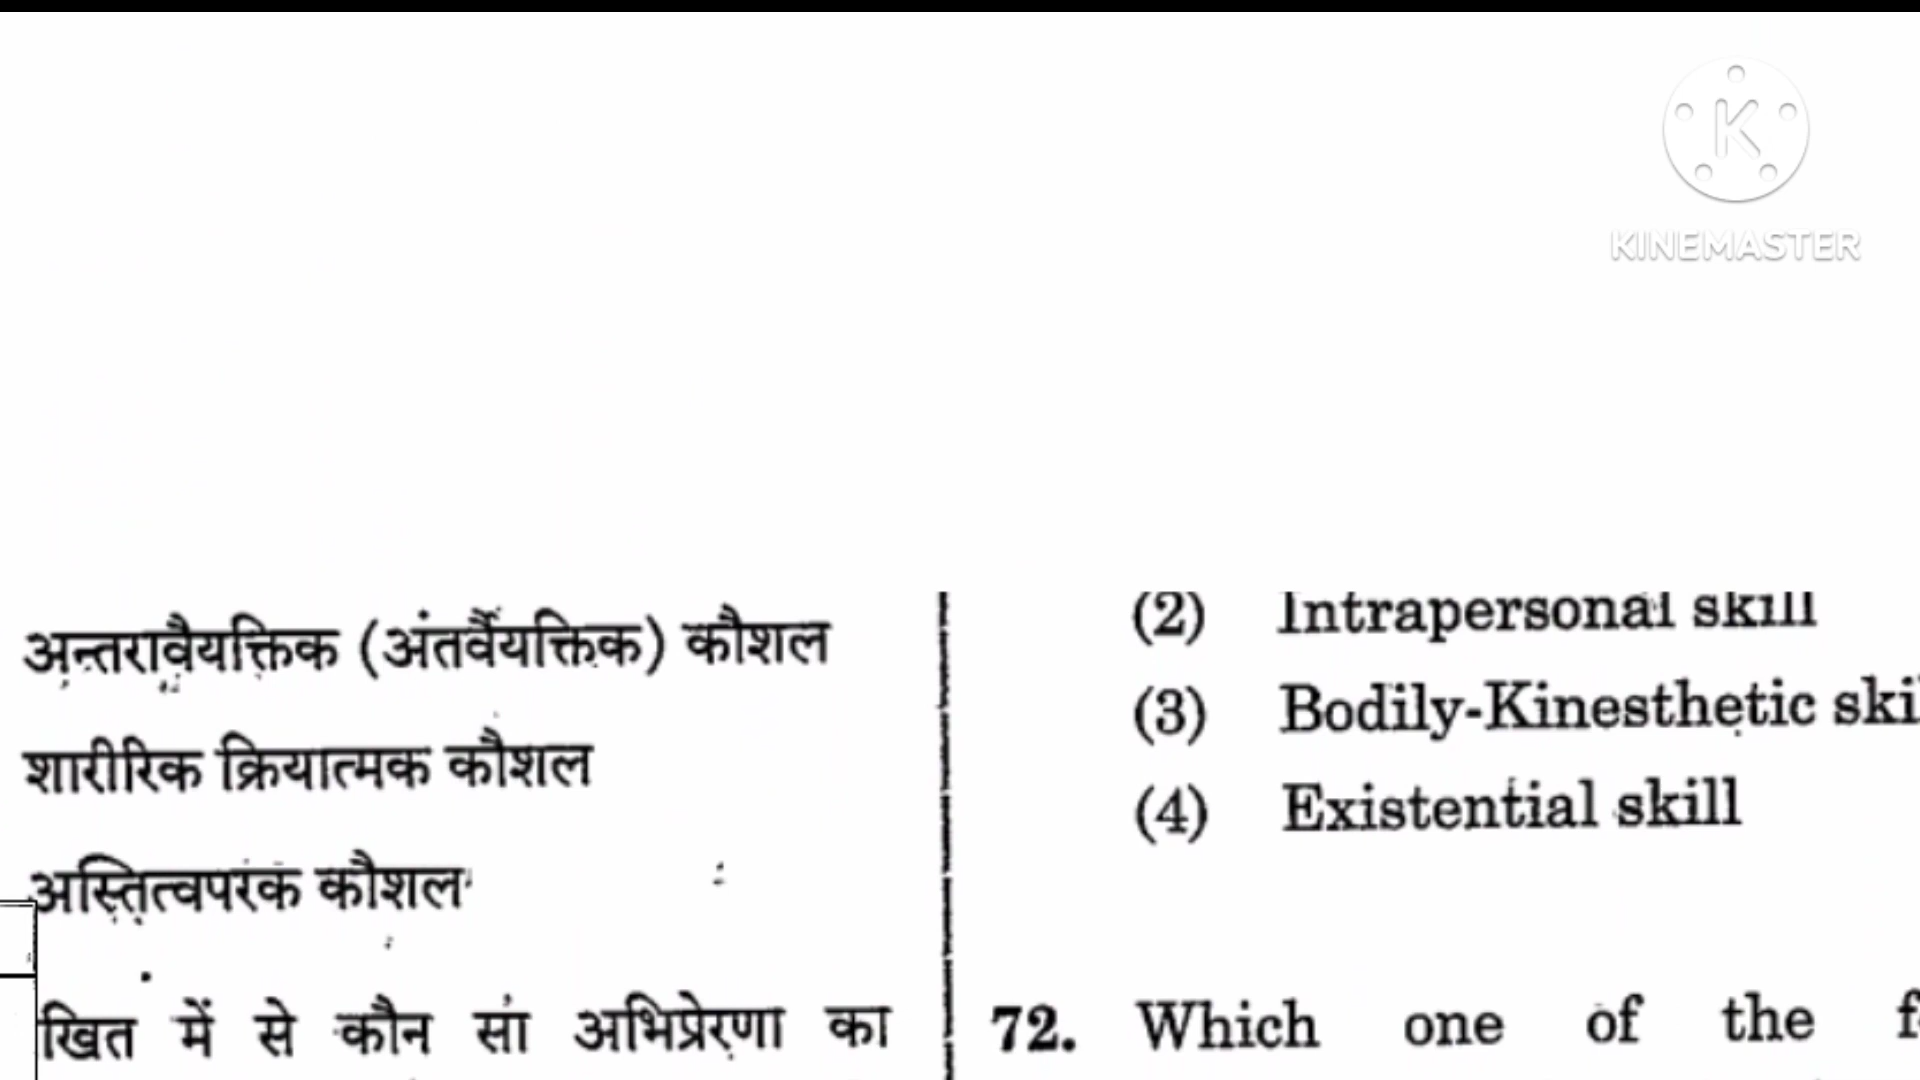 K
KINEMASTER
अन्तरावैयक्तिक (अंतर्वैयक्तिक) कौशल
शारीरिक क्रियात्मक कौशल
अस्तित्वपरक कौशल
खित में से कौन सा अभिप्रेरणा का
(2) Intrapersonal skill
(3) Bodily-Kinesthetic ski
(4) Existential skill
72. Which one of the f